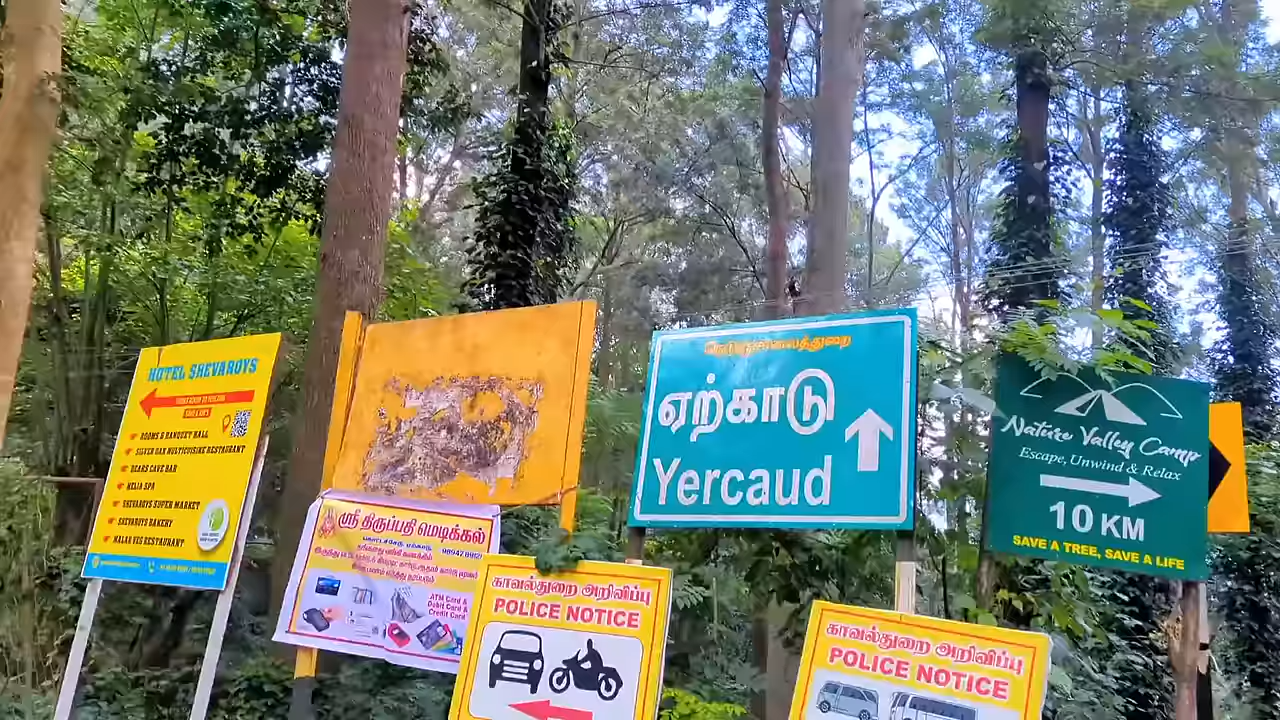 HOTEL SHEVAROYS
ROOMS & BANQUET HALL
SILVER OAK MULTICUISINE RESTAURANT
BEARS CAVE BAR
HELIA SPA
SHEVAROYS SUPER MARKET
SHEVAROYS BAKERY
MALAR VEG RESTAURANT
ஸ்ரீ திருப்பதி மெடிக்கல்
ATM Card &
Debit Card &
Credit Card
காவல்துறை அறிவிப்பு
POLICE NOTICE
நெடுஞ்சாலைத்துறை
ஏற்காடு
Yercaud
காவல்துறை அறிவிப்பு
POLICE NOTICE
Nature Valley Camp
Escape, Unwind & Relax
10 KM
SAVE A TREE, SAVE A LIFE